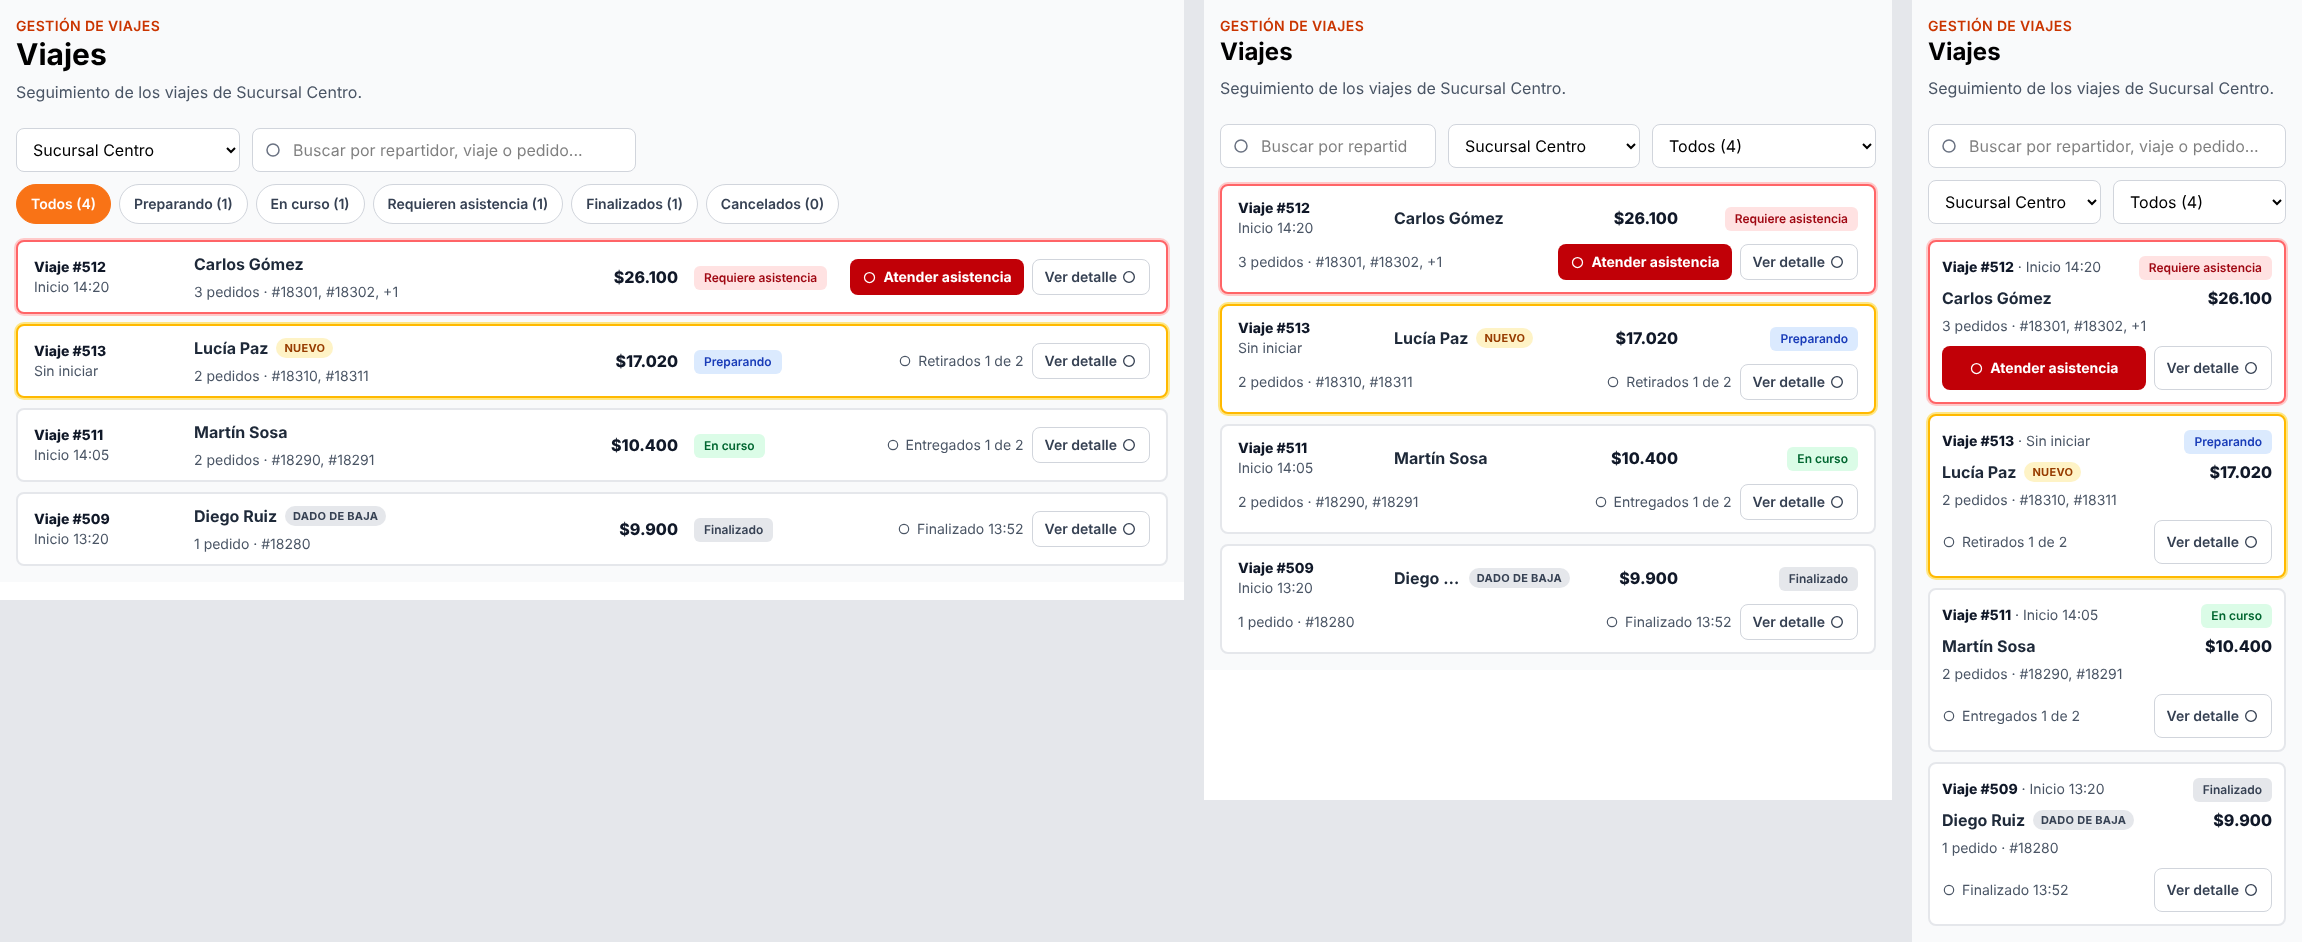 GESTIÓN DE VIAJES
Viajes
Seguimiento de los viajes de Sucursal Centro.
Sucursal Centro
Buscar por repartidor, viaje o pedido...
Todos (4)
Preparando (1)
En curso (1)
Requieren asistencia (1)
Finalizados (1)
Cancelados (0)
Viaje #512
Inicio 14:20
Carlos Gómez
3 pedidos · #18301, #18302, +1
$26.100
Requiere asistencia
Atender asistencia
Ver detalle
Viaje #513
Sin iniciar
Lucía Paz NUEVO
2 pedidos · #18310, #18311
$17.020
Preparando
Retirados 1 de 2
Ver detalle
Viaje #511
Inicio 14:05
Martín Sosa
2 pedidos · #18290, #18291
$10.400
En curso
Entregados 1 de 2
Ver detalle
Viaje #509
Inicio 13:20
Diego Ruiz DADO DE BAJA
1 pedido · #18280
$9.900
Finalizado
Finalizado 13:52
Ver detalle
GESTIÓN DE VIAJES
Viajes
Seguimiento de los viajes de Sucursal Centro.
Buscar por repartid
Sucursal Centro
Todos (4)
Viaje #512
Inicio 14:20
Carlos Gómez
$26.100
Requiere asistencia
3 pedidos · #18301, #18302, +1
Atender asistencia
Ver detalle
Viaje #513
Sin iniciar
Lucía Paz NUEVO
$17.020
Preparando
2 pedidos · #18310, #18311
Retirados 1 de 2
Ver detalle
Viaje #511
Inicio 14:05
Martín Sosa
$10.400
En curso
2 pedidos · #18290, #18291
Entregados 1 de 2
Ver detalle
Viaje #509
Inicio 13:20
Diego ... DADO DE BAJA
$9.900
Finalizado
1 pedido · #18280
Finalizado 13:52
Ver detalle
GESTIÓN DE VIAJES
Viajes
Seguimiento de los viajes de Sucursal Centro.
Buscar por repartidor, viaje o pedido...
Sucursal Centro
Todos (4)
Viaje #512 · Inicio 14:20
Requiere asistencia
Carlos Gómez
$26.100
3 pedidos · #18301, #18302, +1
Atender asistencia
Ver detalle
Viaje #513 · Sin iniciar
Preparando
Lucía Paz NUEVO
$17.020
2 pedidos · #18310, #18311
Retirados 1 de 2
Ver detalle
Viaje #511 · Inicio 14:05
En curso
Martín Sosa
$10.400
2 pedidos · #18290, #18291
Entregados 1 de 2
Ver detalle
Viaje #509 · Inicio 13:20
Finalizado
Diego Ruiz DADO DE BAJA
$9.900
1 pedido · #18280
Finalizado 13:52
Ver detalle